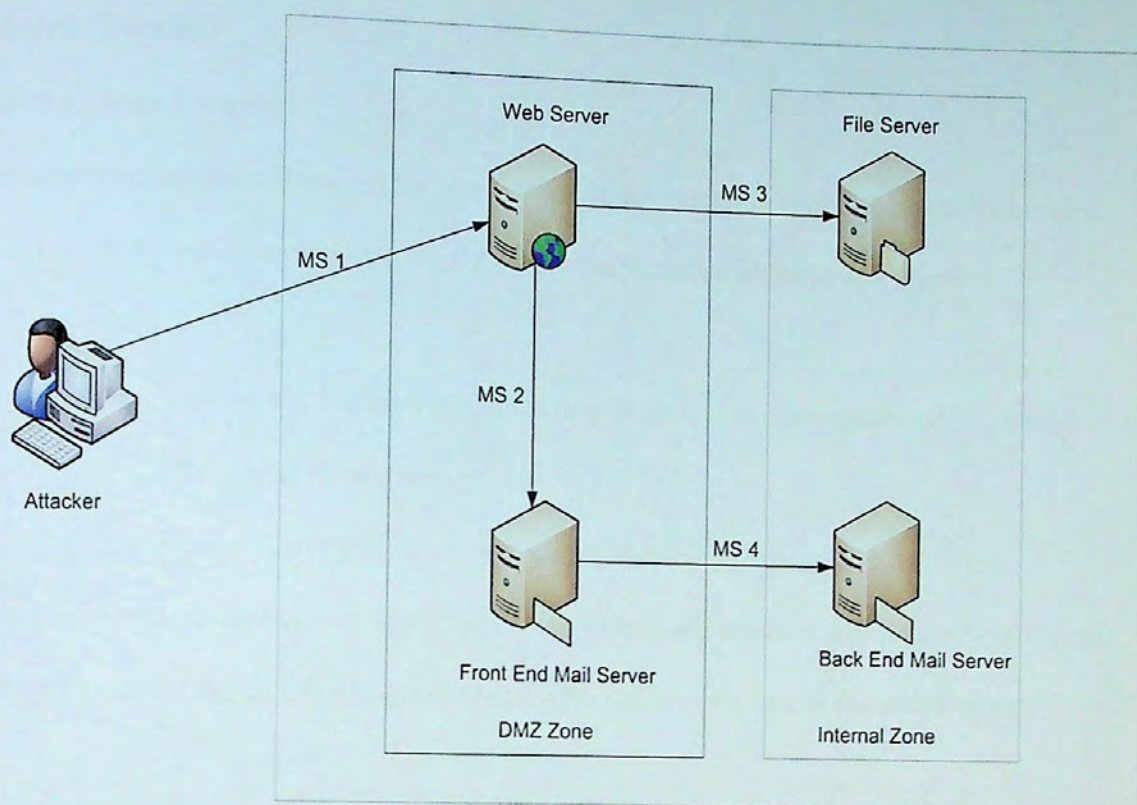 Web Server
File Server
MS 3
MS 1
MS 2
Attacker
MS 4
Front End Mail Server
Back End Mail Server
DMZ Zone
Internal Zone